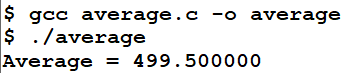 $ gcc average.c -o average
$ ./average
Average = 499.500000